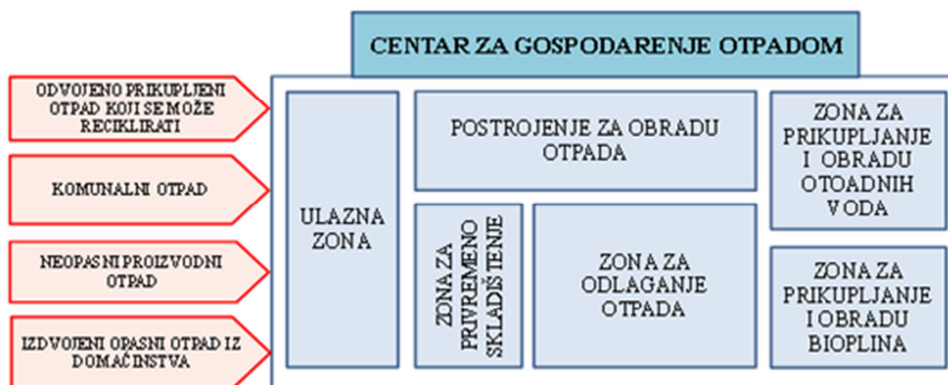 CENTAR ZA GOSPODARENJE OTPADOM
ODVOJENO PRIKUPLJENI
OTPAD KOJI SE MOŽE
RECIKLIRATI
KOMUNALNI OTPAD
NEOPASNI PROIZVODNI
OTPAD
IZDVOJENI OPASNI OTPAD IZ
DOMAĆINSTVA
ULAZNA
ZONA
POSTROJENJE ZA OBRADU
OTPADA
ZONA ZA
PRIVREMENO
SKLADIŠTENJE
ZONA ZA
ODLAGANJE
OTPADA
ZONA ZA
PRIKUPLJANJE
I OBRADU
OTOADNIH
VODA
ZONA ZA
PRIKUPLJANJE
I OBRADU
BIOPLINA